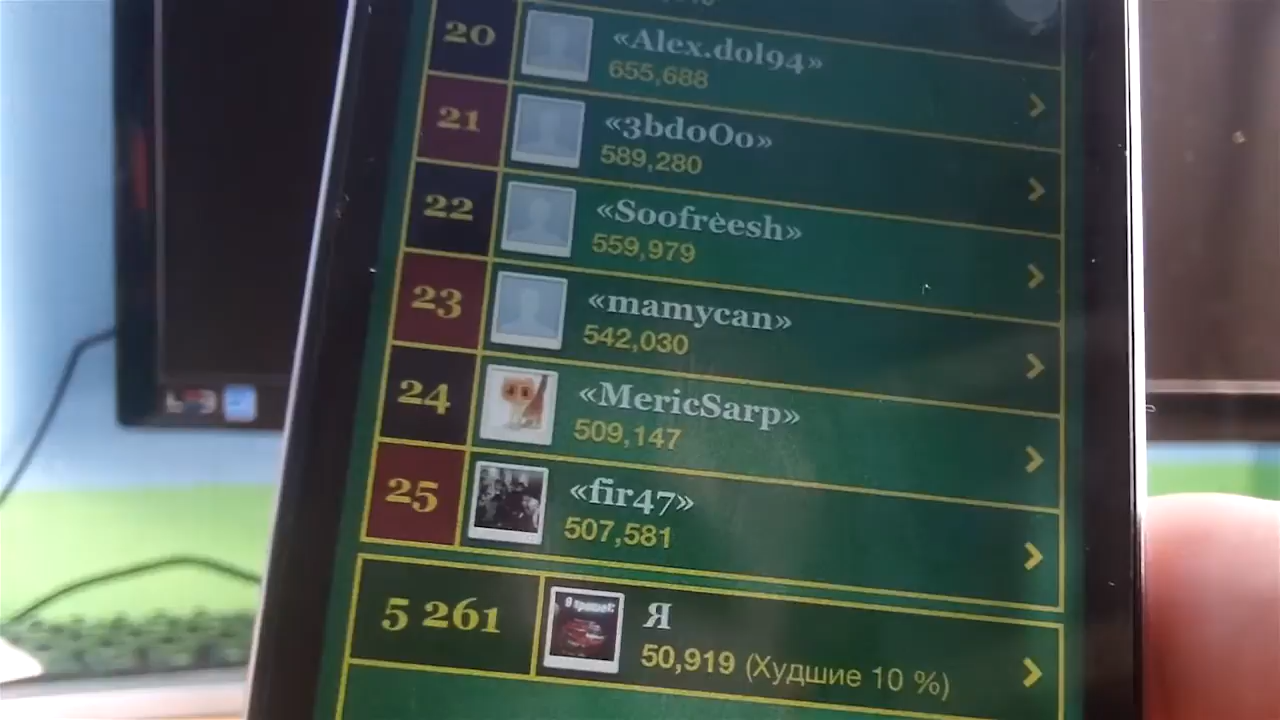 20
«Alex.dol94»
655,688
21
«3bdoOo»
589,280
22
«Soofrèesh»
559,979
23
«mamycan»
542,030
24
«MericSarp»
509,147
25
«fir47»
507,581
5 261
Я
50,919 (Худшие 10 %)